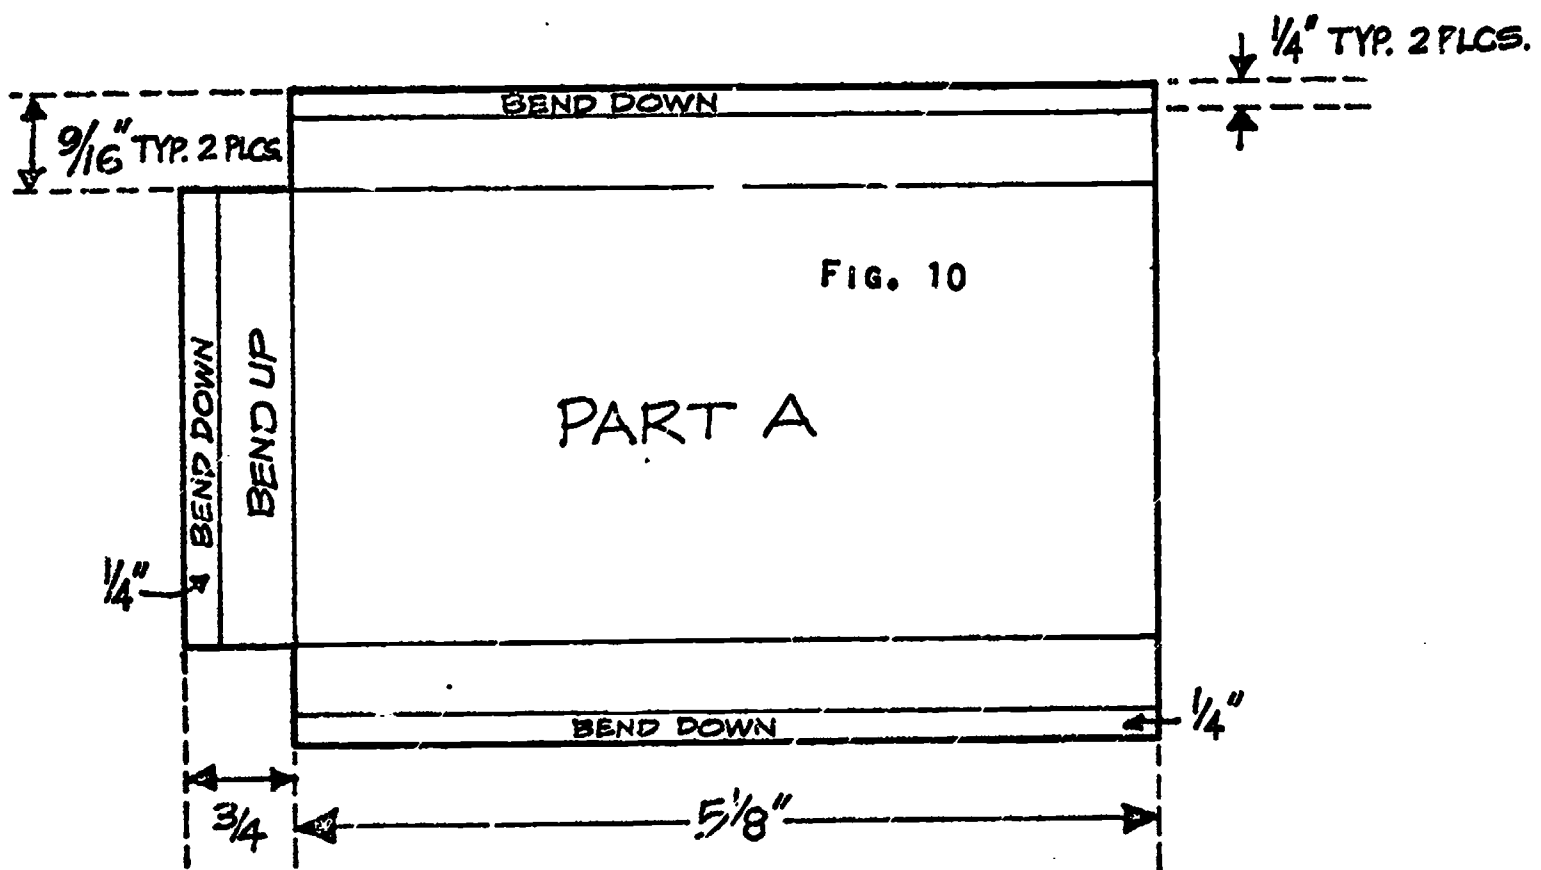 1/4" TYP. 2 PLCS.
BEND DOWN
9/16" TYP. 2 PLCS.
FIG. 10
PART A
BEND DOWN
BEND UP
1/4"
BEND DOWN
1/4"
3/4
5 1/8"